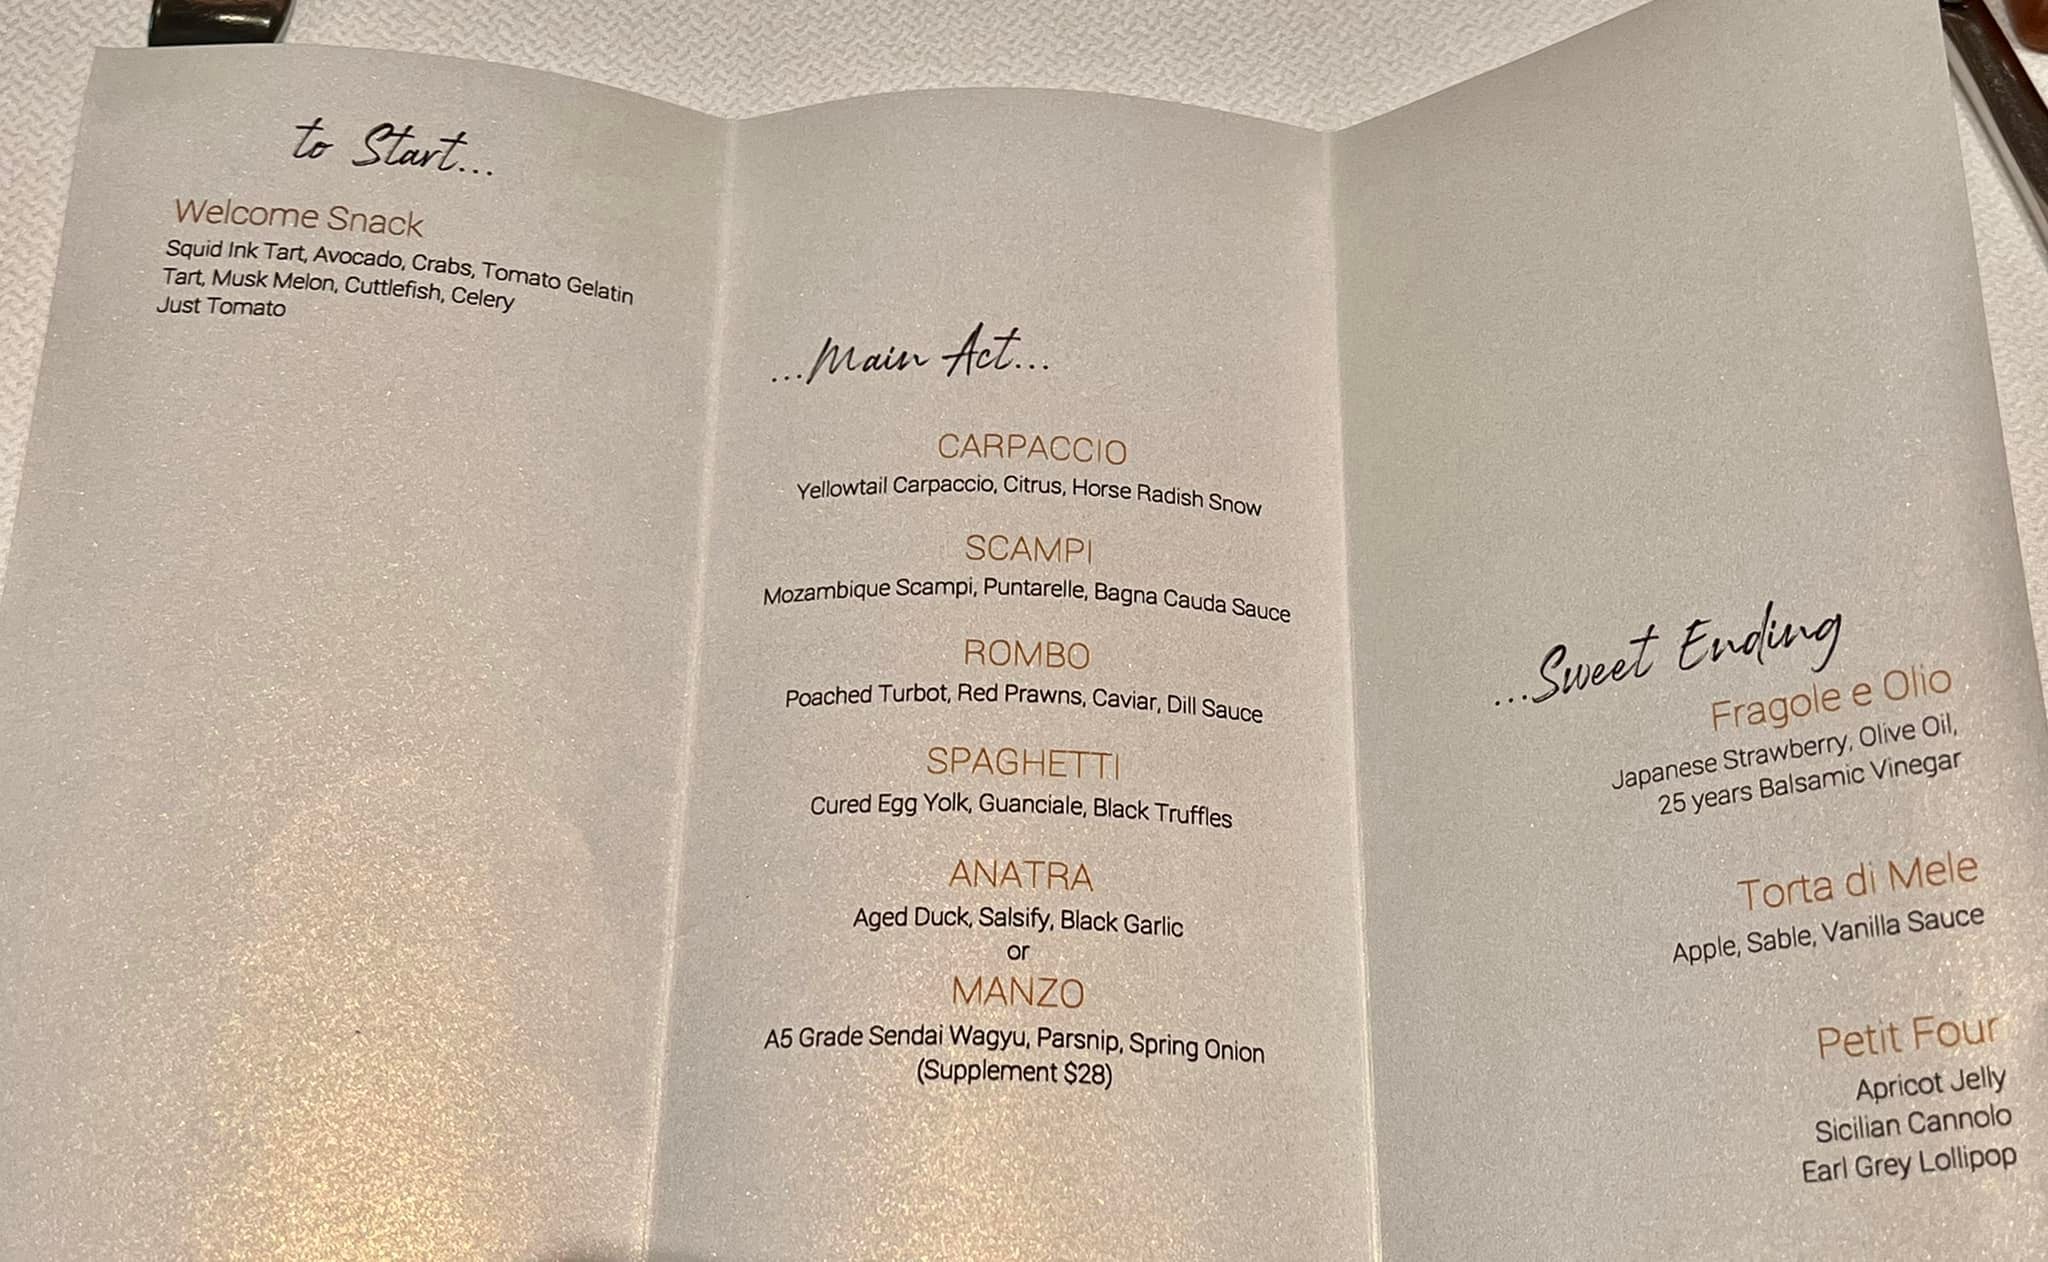 to Start...
Welcome Snack
Squid Ink Tart, Avocado, Crabs, Tomato Gelatin
Tart, Musk Melon, Cuttlefish, Celery
Just Tomato
...Main Act...
CARPACCIO
Yellowtail Carpaccio, Citrus, Horse Radish Snow
SCAMPI
Mozambique Scampi, Puntarelle, Bagna Cauda Sauce
ROMBO
Poached Turbot, Red Prawns, Caviar, Dill Sauce
SPAGHETTI
Cured Egg Yolk, Guanciale, Black Truffles
ANATRA
Aged Duck, Salsify, Black Garlic
or
MANZO
A5 Grade Sendai Wagyu, Parsnip, Spring Onion
(Supplement $28)
...Sweet Ending
Fragole e Olio
Japanese Strawberry, Olive Oil,
25 years Balsamic Vinegar
Torta di Mele
Apple, Sable, Vanilla Sauce
Petit Four
Apricot Jelly
Sicilian Cannolo
Earl Grey Lollipop